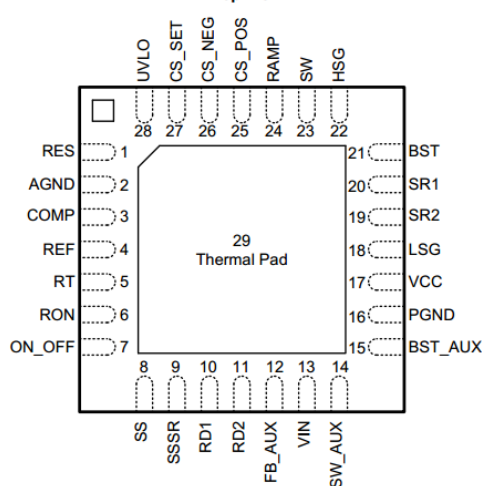 UVLO CS_SET CS_NEG CS_POS RAMP SW HSG
28 27 26 25 24 23 22
RES 1 21 BST
AGND 2 20 SR1
COMP 3 19 SR2
REF 4 18 LSG
RT 5 17 VCC
RON 6 16 PGND
ON_OFF 7 15 BST_AUX
29
Thermal Pad
8 9 10 11 12 13 14
SS SSSR RD1 RD2 FB_AUX VIN SW_AUX